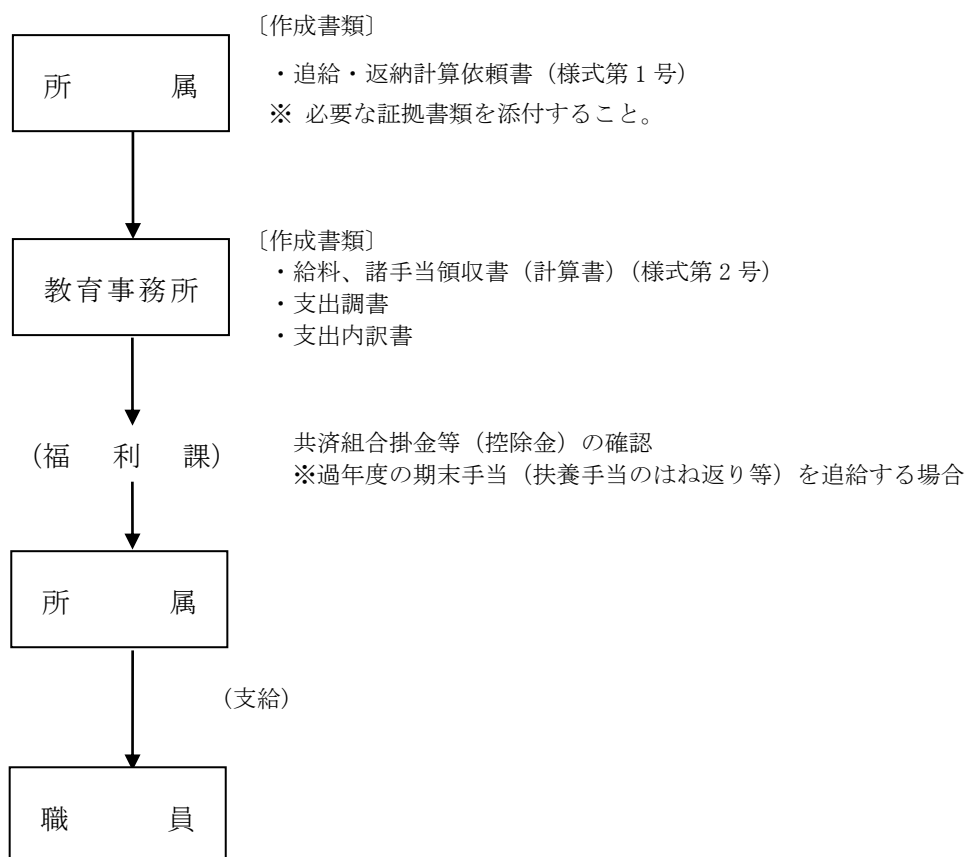 〔作成書類〕
所　　属
・追給・返納計算依頼書（様式第１号）
※ 必要な証拠書類を添付すること。
〔作成書類〕
教育事務所
・給料、諸手当領収書（計算書）（様式第２号）
・支出調書
・支出内訳書
（福　利　課）
共済組合掛金等（控除金）の確認
※過年度の期末手当（扶養手当のはね返り等）を追給する場合
所　　属
（支給）
職　　員